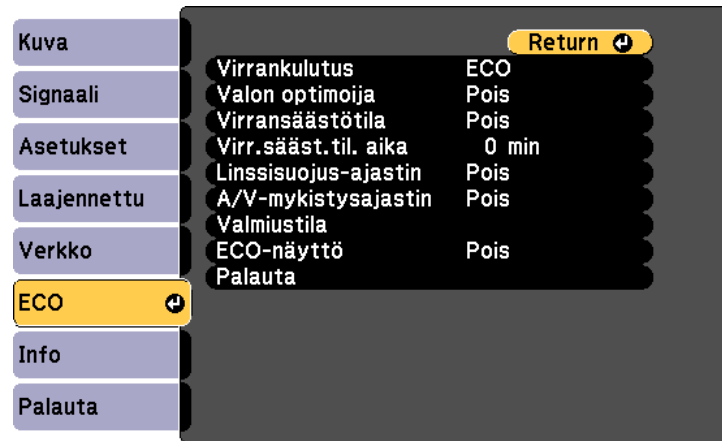 Kuva
Signaali
Asetukset
Laajennettu
Verkko
ECO
Info
Palauta
Return
Virrankulutus ECO
Valon optimoija Pois
Virransäästötila Pois
Virr.sääst.til. aika 0 min
Linssisuojus-ajastin Pois
A/V-mykistysajastin Pois
Valmiustila
ECO-näyttö Pois
Palauta